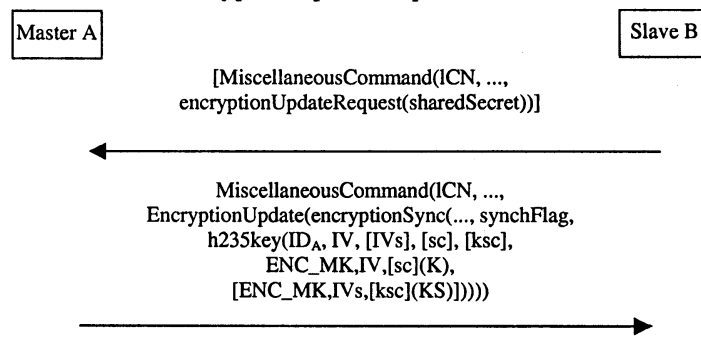 Master A
Slave B
[MiscellaneousCommand(lCN, ...,
encryptionUpdateRequest(sharedSecret))]
MiscellaneousCommand(lCN, ...,
EncryptionUpdate(encryptionSync(..., synchFlag,
h235key(ID_A, IV, [IVs], [sc], [ksc],
ENC_MK,IV,[sc](K),
[ENC_MK,IVs,[ksc](KS)]))))